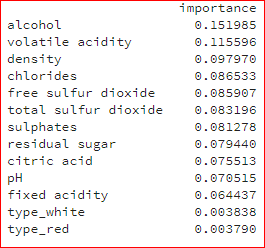 importance
alcohol 0.151985
volatile acidity 0.115596
density 0.097970
chlorides 0.086533
free sulfur dioxide 0.085907
total sulfur dioxide 0.083196
sulphates 0.081278
residual sugar 0.079440
citric acid 0.075513
pH 0.070515
fixed acidity 0.064437
type_white 0.003838
type_red 0.003790